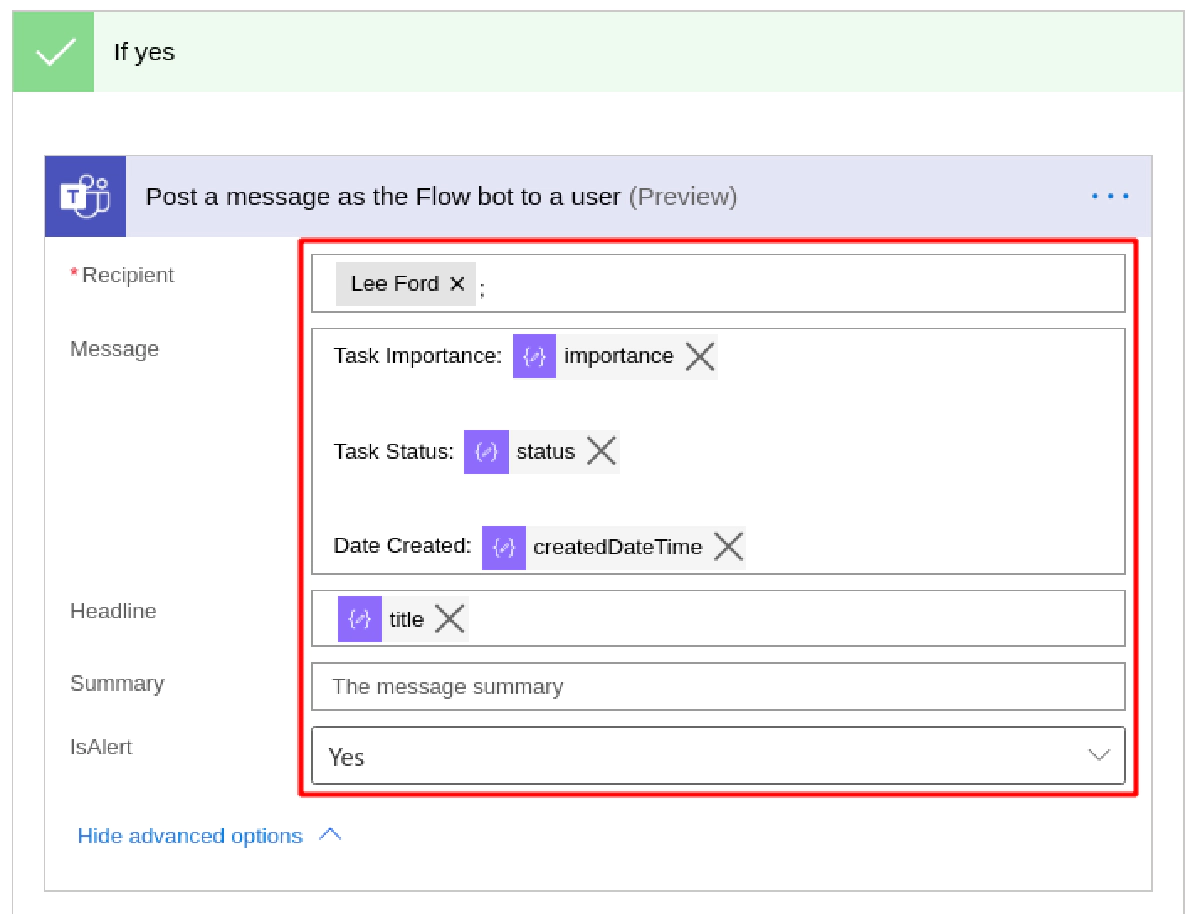 If yes
T
Post a message as the Flow bot to a user (Preview)
* Recipient
Lee Ford ;
Message
Task Importance: importance
Task Status: status
Date Created: createdDateTime
Headline
title
Summary
The message summary
IsAlert
Yes
Hide advanced options